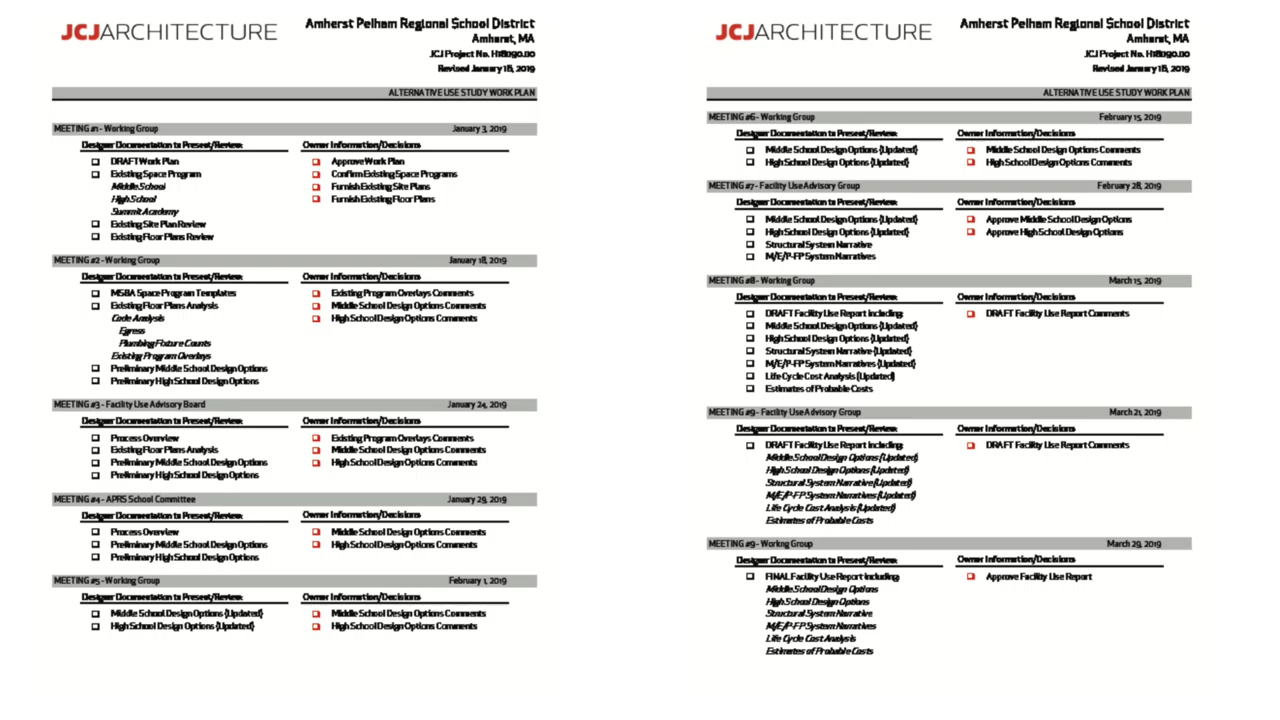 JCJARCHITECTURE
Amherst Pelham Regional School District
Amherst, MA
JCJ Project No. H18090.00
Revised January 16, 2019
ALTERNATIVE USE STUDY WORK PLAN
MEETING #1 - Working Group January 3, 2019
Designer Documentation to Present/Review: Owner Information/Decisions
DRAFT Work Plan Approve Work Plan
Existing Space Program Confirm Existing Space Programs
Middle School Furnish Existing Site Plans
High School Furnish Existing Floor Plans
Summit Academy
Existing Site Plan Review
Existing Floor Plans Review
MEETING #2 - Working Group January 18, 2019
Designer Documentation to Present/Review: Owner Information/Decisions
MSBA Space Program Templates Existing Program Overlays Comments
Existing Floor Plans Analysis Middle School Design Options Comments
Code Analysis High School Design Options Comments
Egress
Plumbing Fixture Counts
Existing Program Overlays
Preliminary Middle School Design Options
Preliminary High School Design Options
MEETING #3 - Facility Use Advisory Board January 24, 2019
Designer Documentation to Present/Review: Owner Information/Decisions
Process Overview Existing Program Overlays Comments
Existing Floor Plans Analysis Middle School Design Options Comments
Preliminary Middle School Design Options High School Design Options Comments
Preliminary High School Design Options
MEETING #4 - APRS School Committee January 29, 2019
Designer Documentation to Present/Review: Owner Information/Decisions
Process Overview Middle School Design Options Comments
Preliminary Middle School Design Options High School Design Options Comments
Preliminary High School Design Options
MEETING #5 - Working Group February 1, 2019
Designer Documentation to Present/Review: Owner Information/Decisions
Middle School Design Options (Updated) Middle School Design Options Comments
High School Design Options (Updated) High School Design Options Comments
JCJARCHITECTURE
Amherst Pelham Regional School District
Amherst, MA
JCJ Project No. H18090.00
Revised January 16, 2019
ALTERNATIVE USE STUDY WORK PLAN
MEETING #6 - Working Group February 15, 2019
Designer Documentation to Present/Review: Owner Information/Decisions
Middle School Design Options (Updated) Middle School Design Options Comments
High School Design Options (Updated) High School Design Options Comments
MEETING #7 - Facility Use Advisory Group February 28, 2019
Designer Documentation to Present/Review: Owner Information/Decisions
Middle School Design Options (Updated) Approve Middle School Design Options
High School Design Options (Updated) Approve High School Design Options
Structural System Narrative
M/E/P-FP System Narratives
MEETING #8 - Working Group March 15, 2019
Designer Documentation to Present/Review: Owner Information/Decisions
DRAFT Facility Use Report including: DRAFT Facility Use Report Comments
Middle School Design Options (Updated)
High School Design Options (Updated)
Structural System Narrative (Updated)
M/E/P-FP System Narratives (Updated)
Life Cycle Cost Analysis (Updated)
Estimates of Probable Costs
MEETING #9 - Facility Use Advisory Group March 21, 2019
Designer Documentation to Present/Review: Owner Information/Decisions
DRAFT Facility Use Report including: DRAFT Facility Use Report Comments
Middle School Design Options (Updated)
High School Design Options (Updated)
Structural System Narrative (Updated)
M/E/P-FP System Narratives (Updated)
Life Cycle Cost Analysis (Updated)
Estimates of Probable Costs
MEETING #9 - Workng Group March 29, 2019
Designer Documentation to Present/Review: Owner Information/Decisions
FINAL Facility Use Report including: Approve Facility Use Report
Middle School Design Options
High School Design Options
Structural System Narrative
M/E/P-FP System Narratives
Life Cycle Cost Analysis
Estimates of Probable Costs